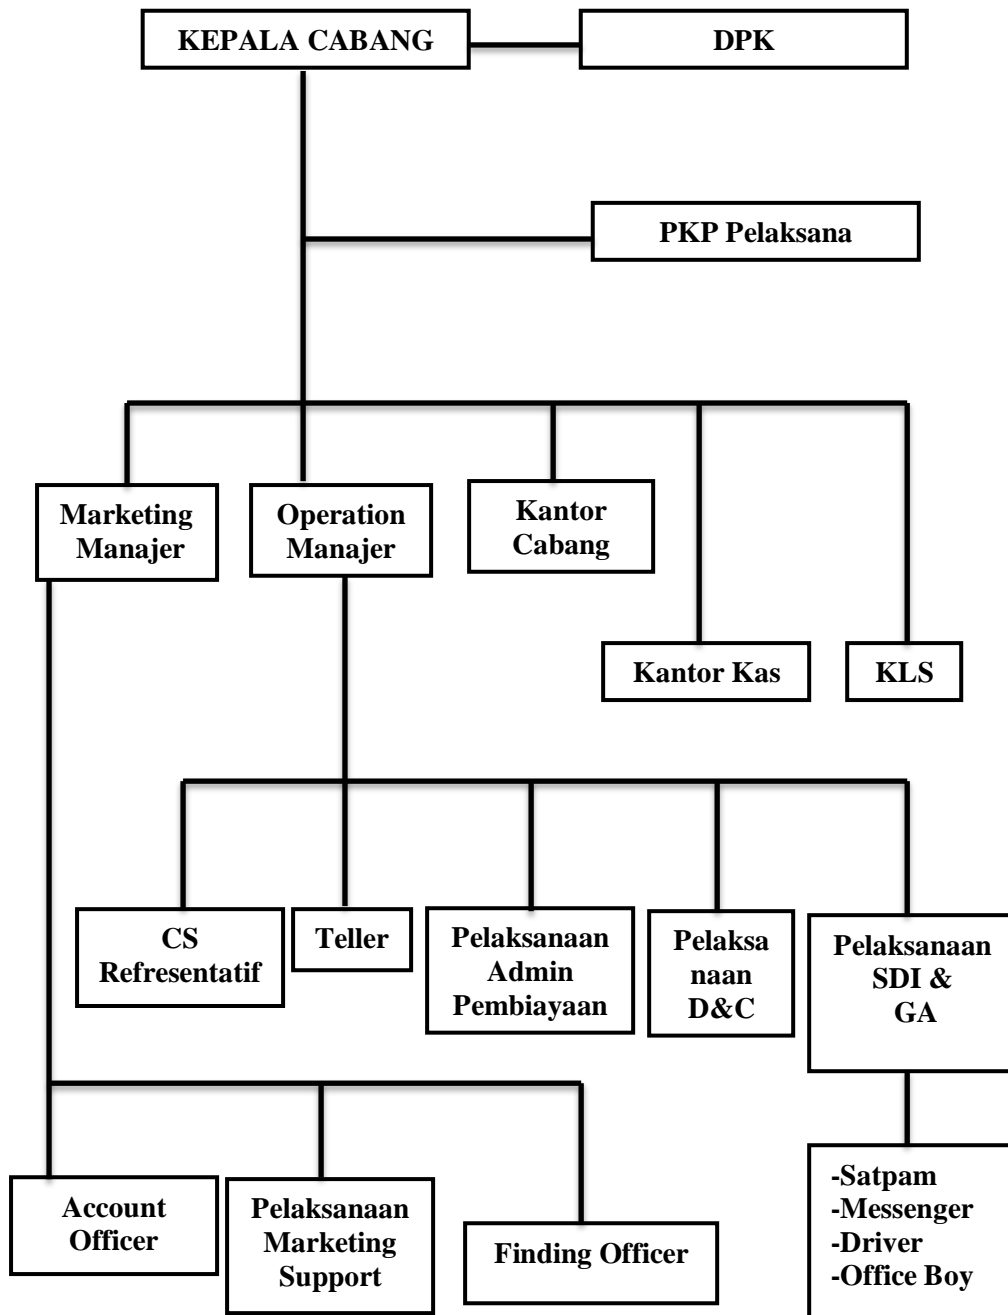 KEPALA CABANG
DPK
PKP Pelaksana
Marketing
Manajer
Operation
Manajer
Kantor
Cabang
Kantor Kas
KLS
CS
Refresentatif
Teller
Pelaksanaan
Admin
Pembiayaan
Pelaksa
naan
D&C
Pelaksanaan
SDI &
GA
Account
Officer
Pelaksanaan
Marketing
Support
Finding Officer
-Satpam
-Messenger
-Driver
-Office Boy